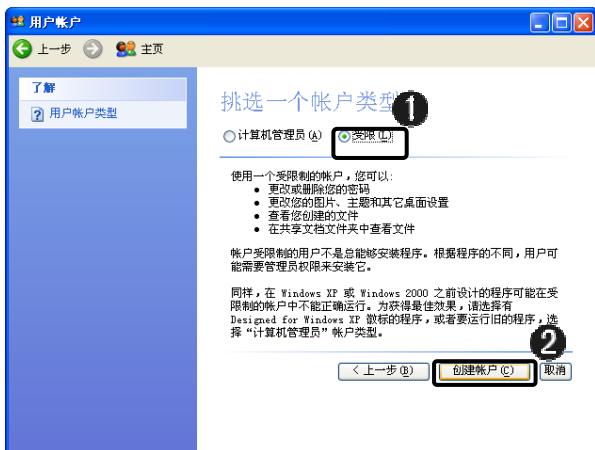 用户帐户
上一步 主页
了解
用户帐户类型
挑选一个帐户类型
1
计算机管理员(A) 受限(L)
使用一个受限制的帐户，您可以:
• 更改或删除您的密码
• 更改您的图片、主题和其它桌面设置
• 查看您创建的文件
• 在共享文档文件夹中查看文件
帐户受限制的用户不是总能够安装程序。根据程序的不同，用户可
能需要管理员权限来安装它。
同样，在 Windows XP 或 Windows 2000 之前设计的程序可能在受
限制的帐户中不能正确运行。为获得最佳效果，请选择有
Designed for Windows XP 徽标的程序，或者要运行旧的程序，选
择“计算机管理员”帐户类型。
2
< 上一步(B) 创建帐户(C) 取消